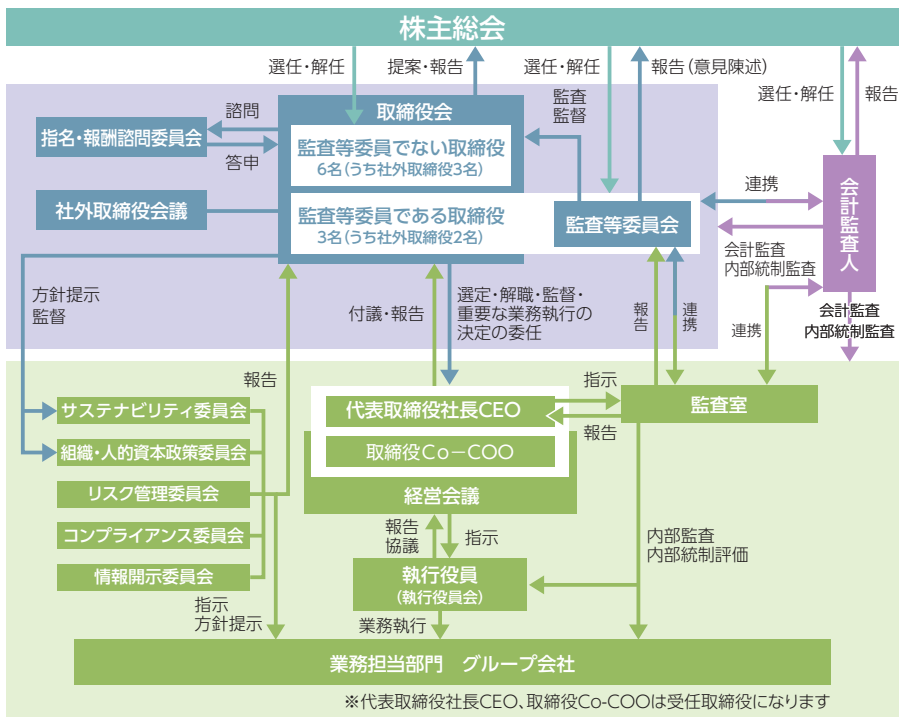 株主総会
選任・解任
提案・報告
選任・解任
報告(意見陳述)
選任・解任
報告
諮問
指名・報酬諮問委員会
答申
取締役会
監査等委員でない取締役
6名(うち社外取締役3名)
監査
監督
社外取締役会議
監査等委員である取締役
3名(うち社外取締役2名)
監査等委員会
連携
会計監査人
会計監査
内部統制監査
方針提示
監督
付議・報告
選定・解職・監督・
重要な業務執行の
決定の委任
報告
連携
連携
会計監査
内部統制監査
報告
サステナビリティ委員会
組織・人的資本政策委員会
リスク管理委員会
コンプライアンス委員会
情報開示委員会
代表取締役社長CEO
取締役Co－COO
経営会議
指示
報告
監査室
報告
協議
指示
内部監査
内部統制評価
執行役員
(執行役員会)
指示
方針提示
業務執行
業務担当部門　グループ会社
※代表取締役社長CEO、取締役Co-COOは受任取締役になります